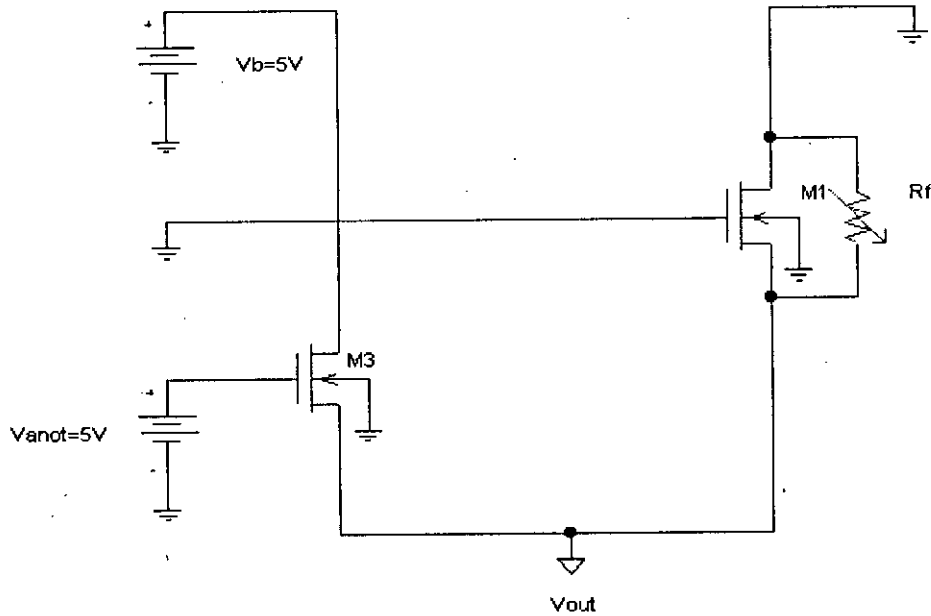 +
Vb=5V
-
M1
Rf
M3
+
Vanot=5V
-
Vout